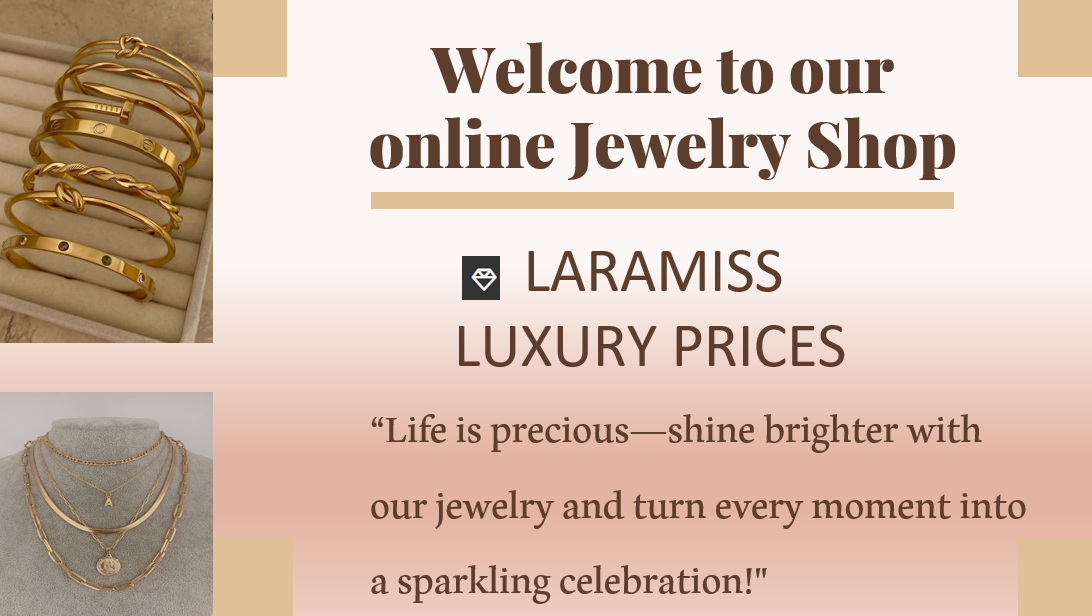 Welcome to our
online Jewelry Shop
LARAMISS
LUXURY PRICES
“Life is precious—shine brighter with
our jewelry and turn every moment into
a sparkling celebration!"
A